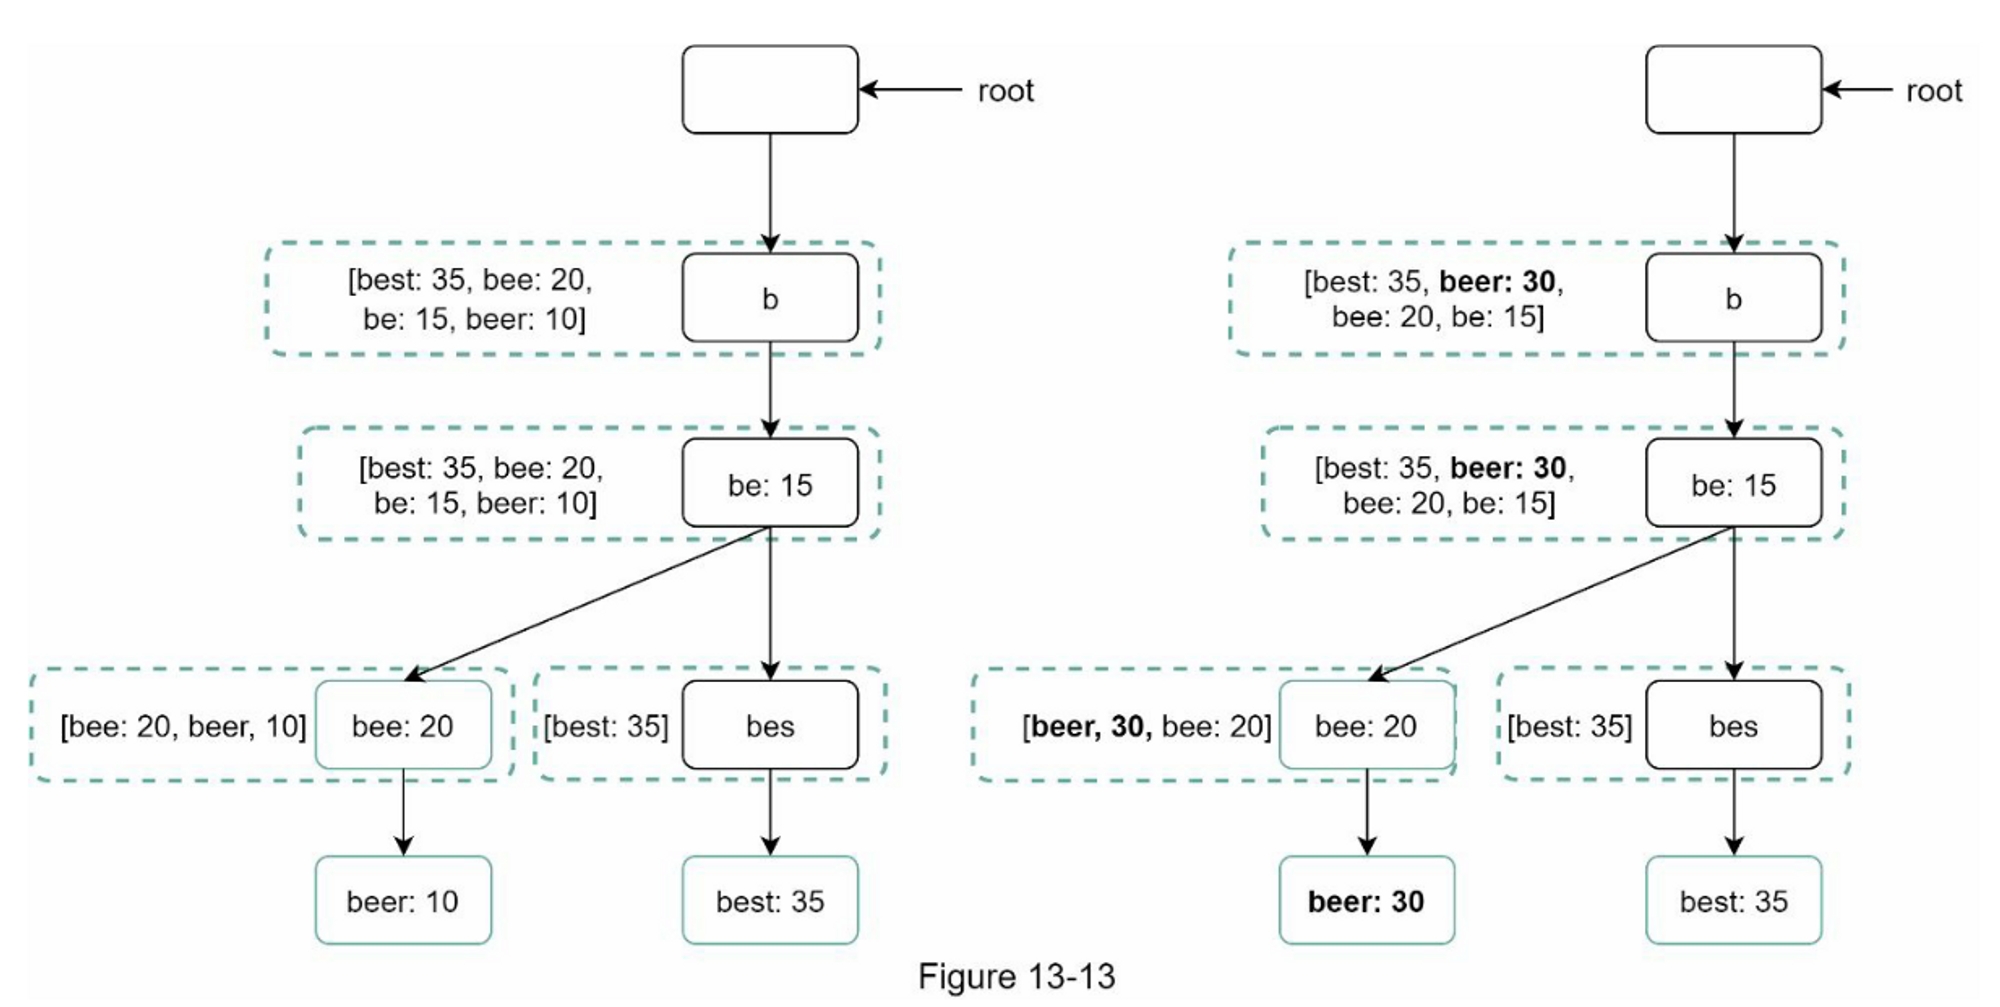 root
[best: 35, bee: 20,
be: 15, beer: 10]
b
[best: 35, bee: 20,
be: 15, beer: 10]
be: 15
[bee: 20, beer, 10]
bee: 20
[best: 35]
bes
beer: 10
best: 35
root
[best: 35, beer: 30,
bee: 20, be: 15]
b
[best: 35, beer: 30,
bee: 20, be: 15]
be: 15
[beer, 30, bee: 20]
bee: 20
[best: 35]
bes
beer: 30
best: 35
Figure 13-13